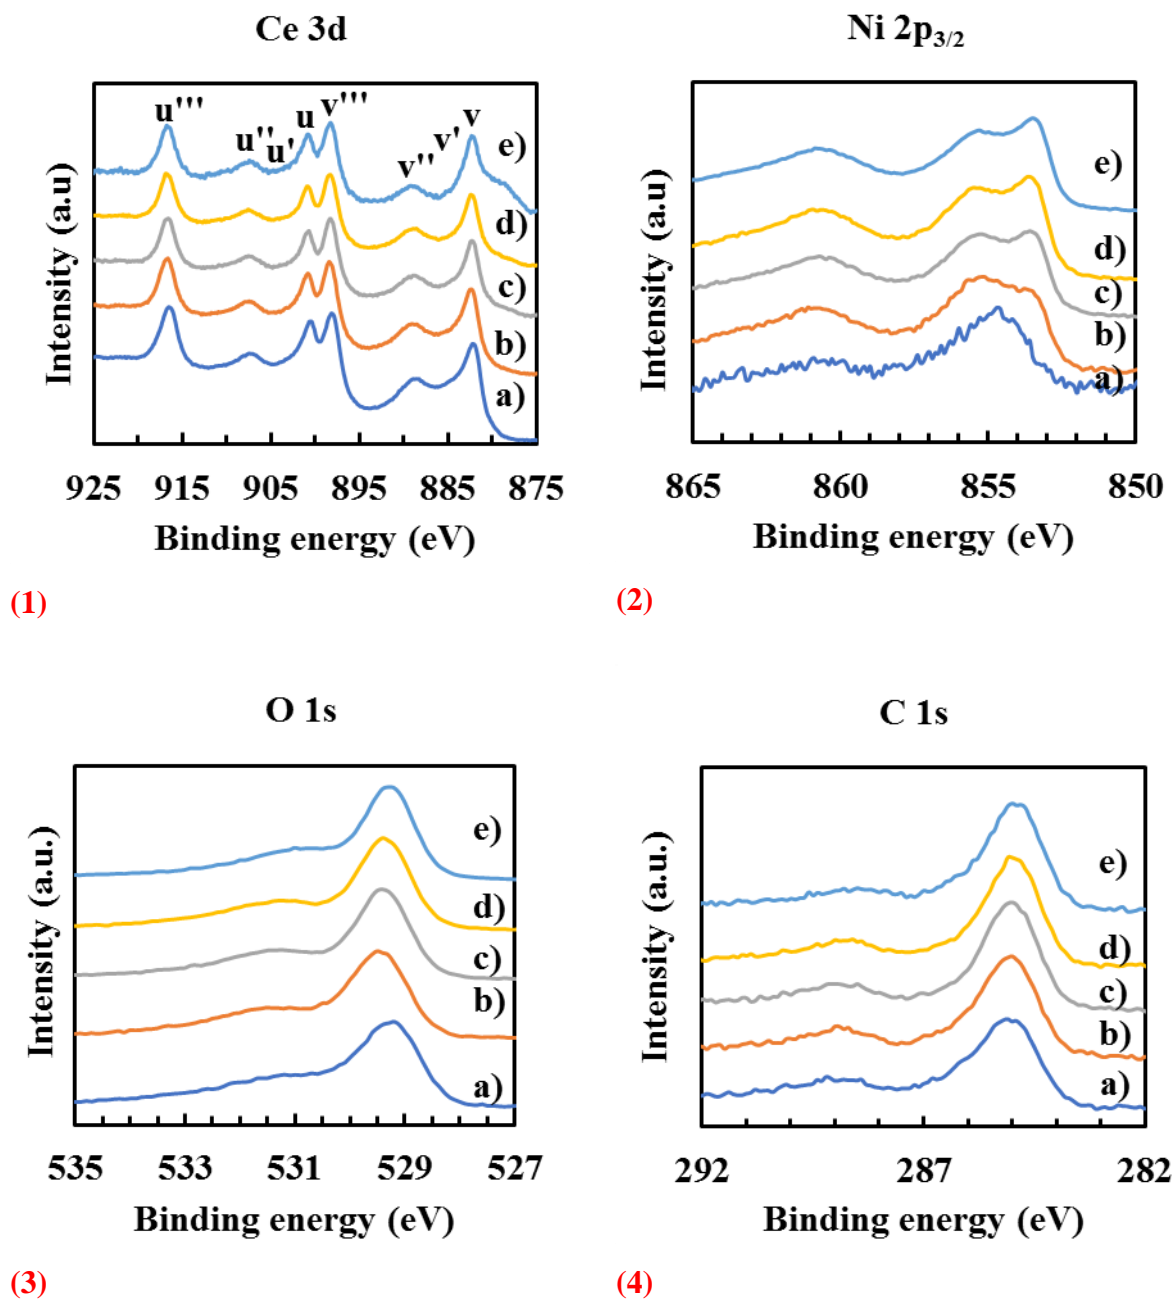 Ce 3d
Ni 2p3/2
u''' u'' u' u v''' v'' v' v
e)
d)
c)
b)
a)
Intensity (a.u)
925 915 905 895 885 875
Binding energy (eV)
(1)
e)
d)
c)
b)
a)
Intensity (a.u)
865 860 855 850
Binding energy (eV)
(2)
O 1s
C 1s
e)
d)
c)
b)
a)
Intensity (a.u.)
535 533 531 529 527
Binding energy (eV)
(3)
e)
d)
c)
b)
a)
Intensity (a.u.)
292 287 282
Binding energy (eV)
(4)